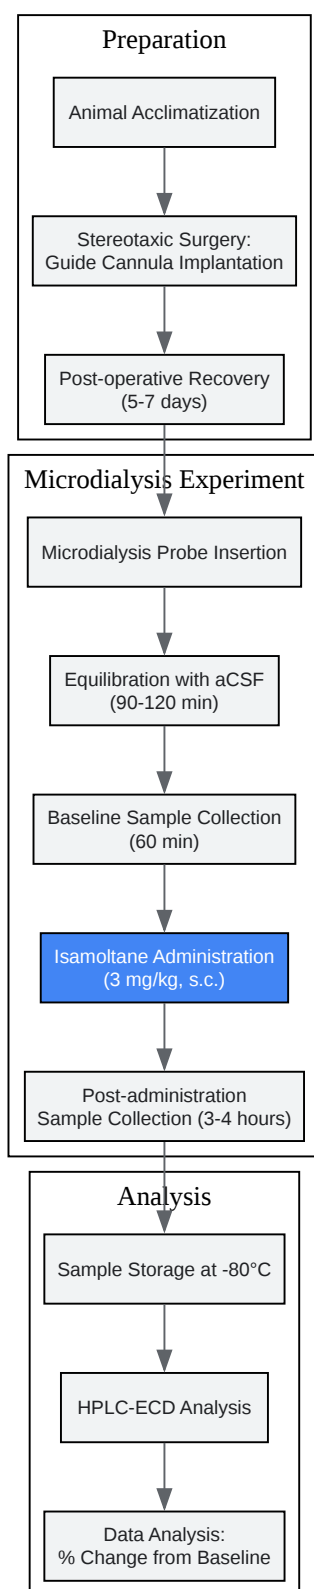 Preparation
Animal Acclimatization
Stereotaxic Surgery:
Guide Cannula Implantation
Post-operative Recovery
(5-7 days)
Microdialysis Experiment
Microdialysis Probe Insertion
Equilibration with aCSF
(90-120 min)
Baseline Sample Collection
(60 min)
Isamoltane Administration
(3 mg/kg, s.c.)
Post-administration
Sample Collection (3-4 hours)
Analysis
Sample Storage at -80°C
HPLC-ECD Analysis
Data Analysis:
% Change from Baseline